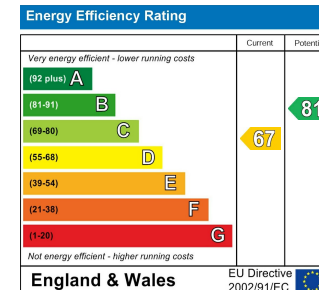 Energy Efficiency Rating
Current
Potenti
Very energy efficient - lower running costs
(92 plus) A
(81-91) B
(69-80) C
(55-68) D
(39-54) E
(21-38) F
(1-20) G
67
81
Not energy efficient - higher running costs
England & Wales
EU Directive
2002/91/EC